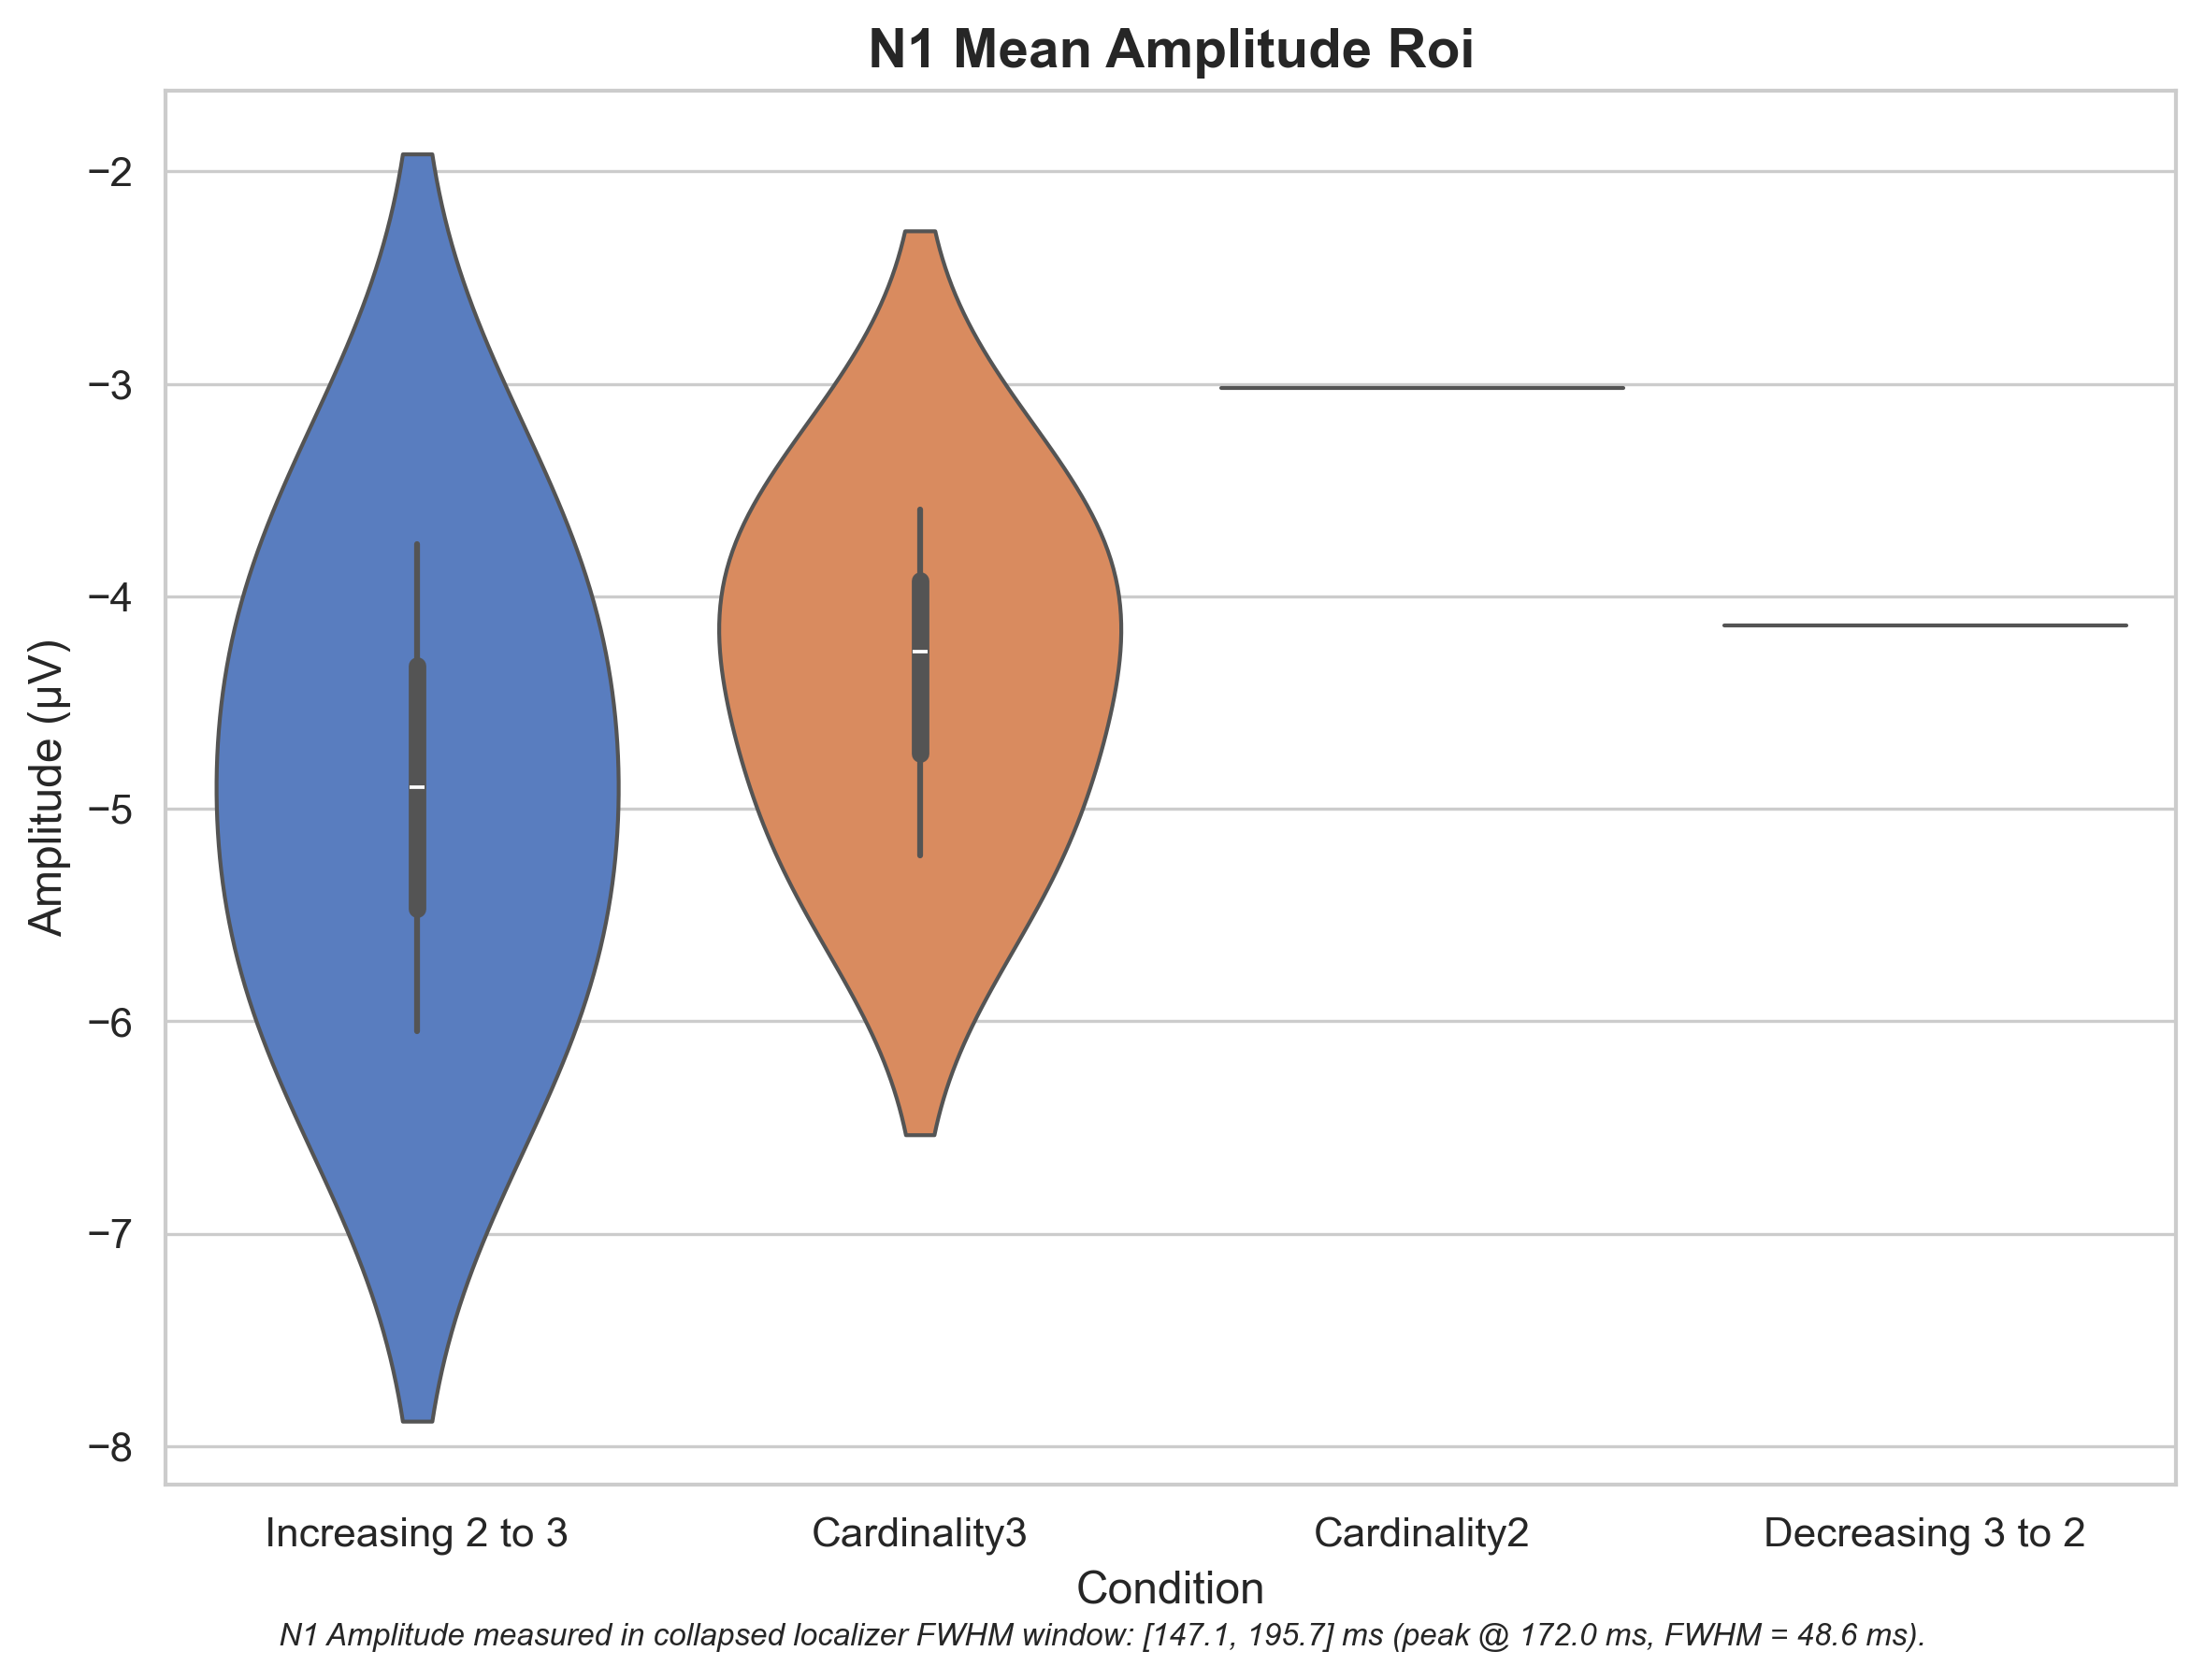 N1 Mean Amplitude Roi
Amplitude (µV)
−2
−3
−4
−5
−6
−7
−8
Increasing 2 to 3
Cardinality3
Cardinality2
Decreasing 3 to 2
Condition
N1 Amplitude measured in collapsed localizer FWHM window: [147.1, 195.7] ms (peak @ 172.0 ms, FWHM = 48.6 ms).